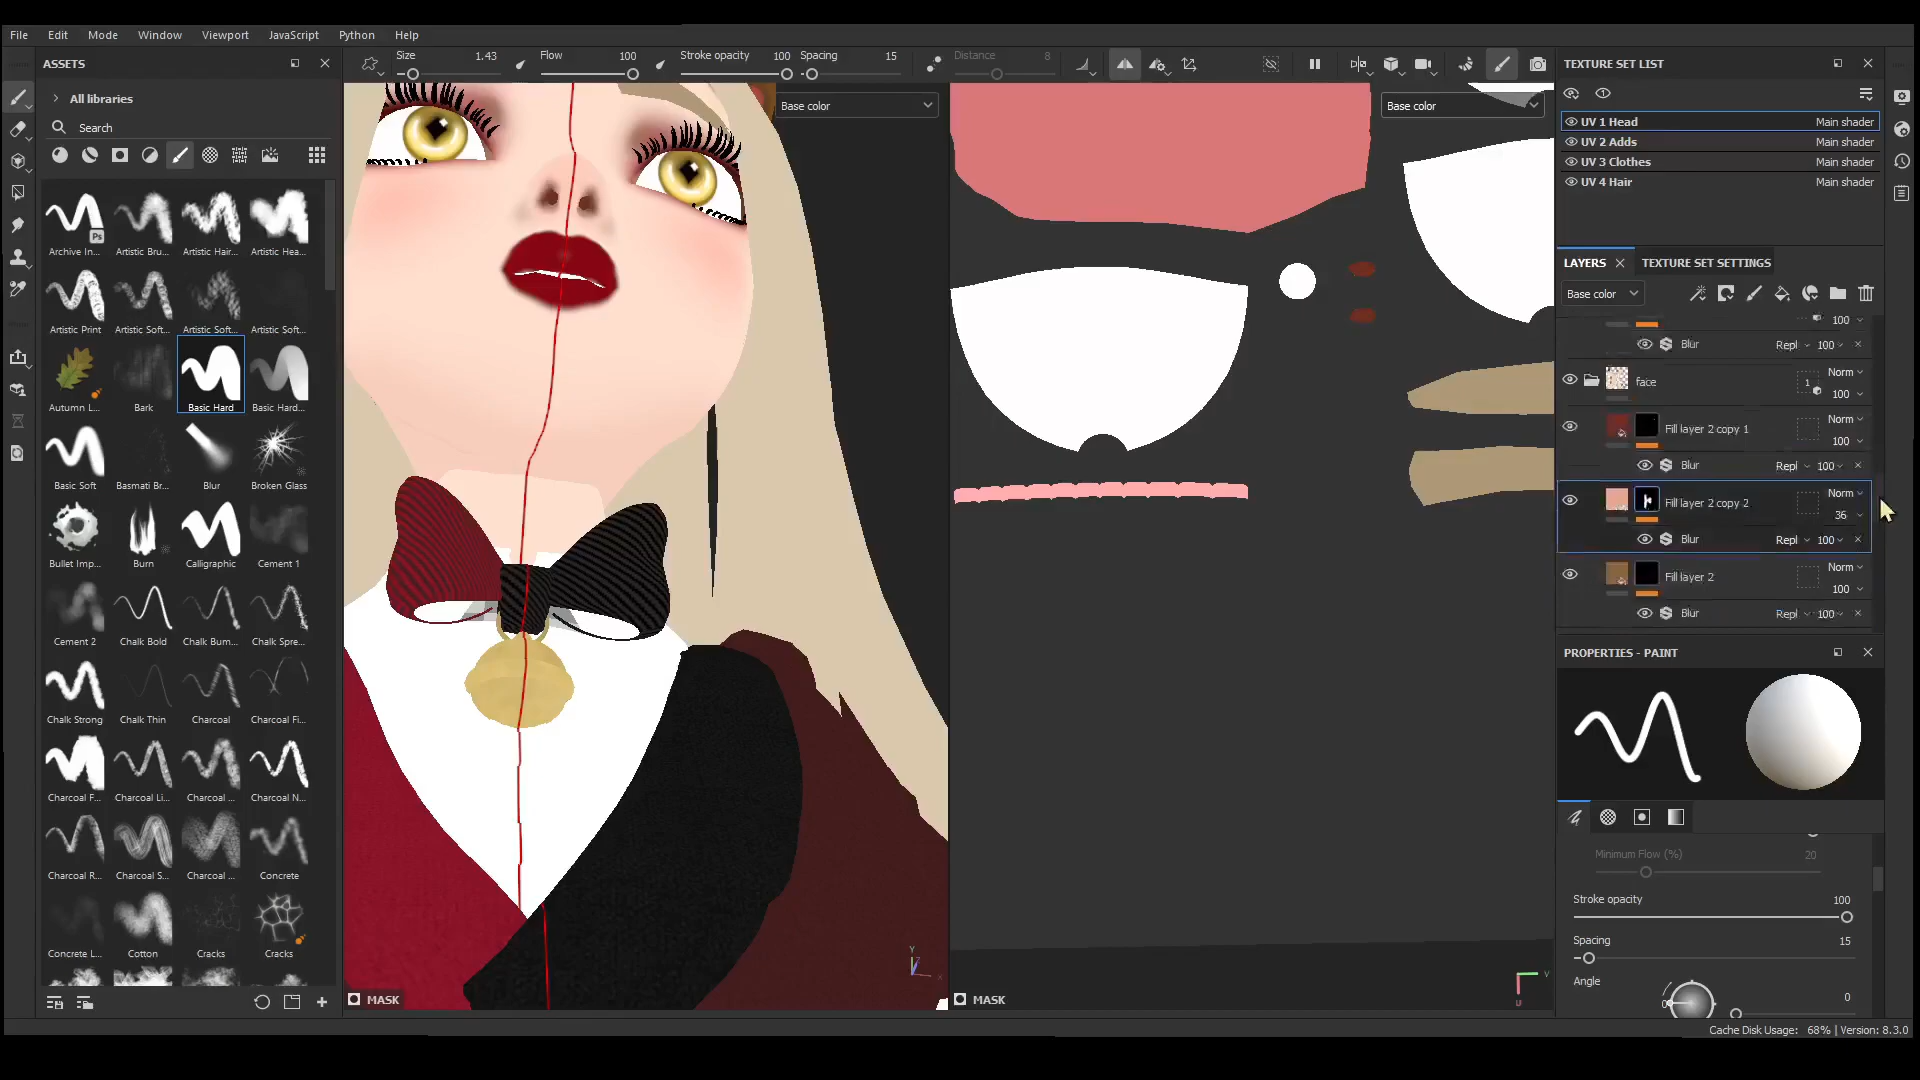 File Edit Mode Window Viewport JavaScript Python Help
ASSETS
All libraries
Search
Archive In...
Artistic Bru...
Artistic Hair...
Artistic Hea...
Artistic Print
Artistic Soft...
Artistic Soft...
Artistic Soft...
Autumn L...
Bark
Basic Hard
Basic Hard...
Basic Soft
Basmati Br...
Blur
Broken Glass
Bullet Imp...
Burn
Calligraphic
Cement 1
Cement 2
Chalk Bold
Chalk Bum...
Chalk Spre...
Chalk Strong
Chalk Thin
Charcoal
Charcoal Fi...
Charcoal F...
Charcoal Li...
Charcoal ...
Charcoal N...
Charcoal R...
Charcoal S...
Charcoal ...
Concrete
Concrete L...
Cotton
Cracks
Cracks
Size 1.43
Flow 100
Stroke opacity 100
Spacing 15
Distance 8
Base color
Base color
MASK
MASK
TEXTURE SET LIST
UV 1 Head Main shader
UV 2 Adds Main shader
UV 3 Clothes Main shader
UV 4 Hair Main shader
LAYERS
TEXTURE SET SETTINGS
Base color
100
Blur Repl 100
face 1 Norm
100
Fill layer 2 copy 1 Norm
100
Blur Repl 100
Fill layer 2 copy 2 Norm
36
Blur Repl 100
Fill layer 2 Norm
100
Blur Repl 100
PROPERTIES - PAINT
Minimum Flow (%) 20
Stroke opacity 100
Spacing 15
Angle 0
Cache Disk Usage: 68% | Version: 8.3.0